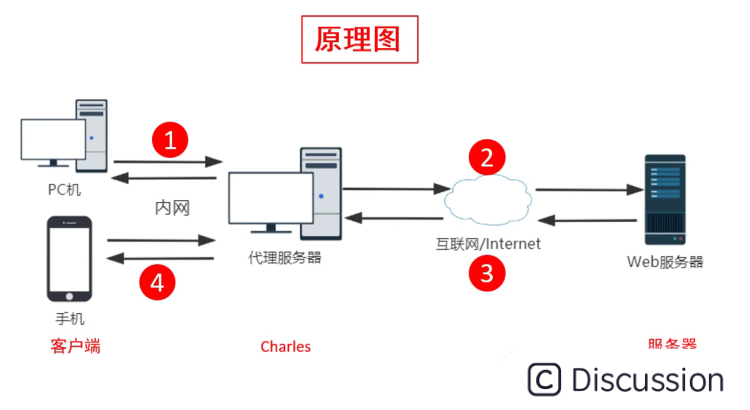 原理图
1
2
PC机
内网
代理服务器
互联网/Internet
Web服务器
4
3
手机
客户端
Charles
服务器
C Discussion